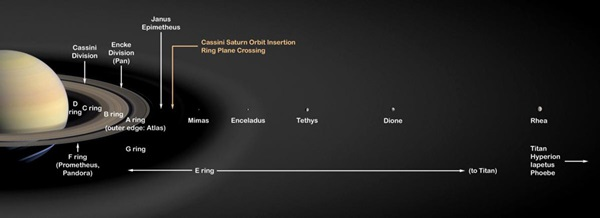 Janus
Epimetheus
Encke
Division
(Pan)
Cassini
Division
Cassini Saturn Orbit Insertion
Ring Plane Crossing
D
ring
C ring
B ring
A ring
(outer edge: Atlas)
Mimas
Enceladus
Tethys
Dione
Rhea
F ring
(Prometheus,
Pandora)
G ring
E ring
(to Titan)
Titan
Hyperion
Iapetus
Phoebe